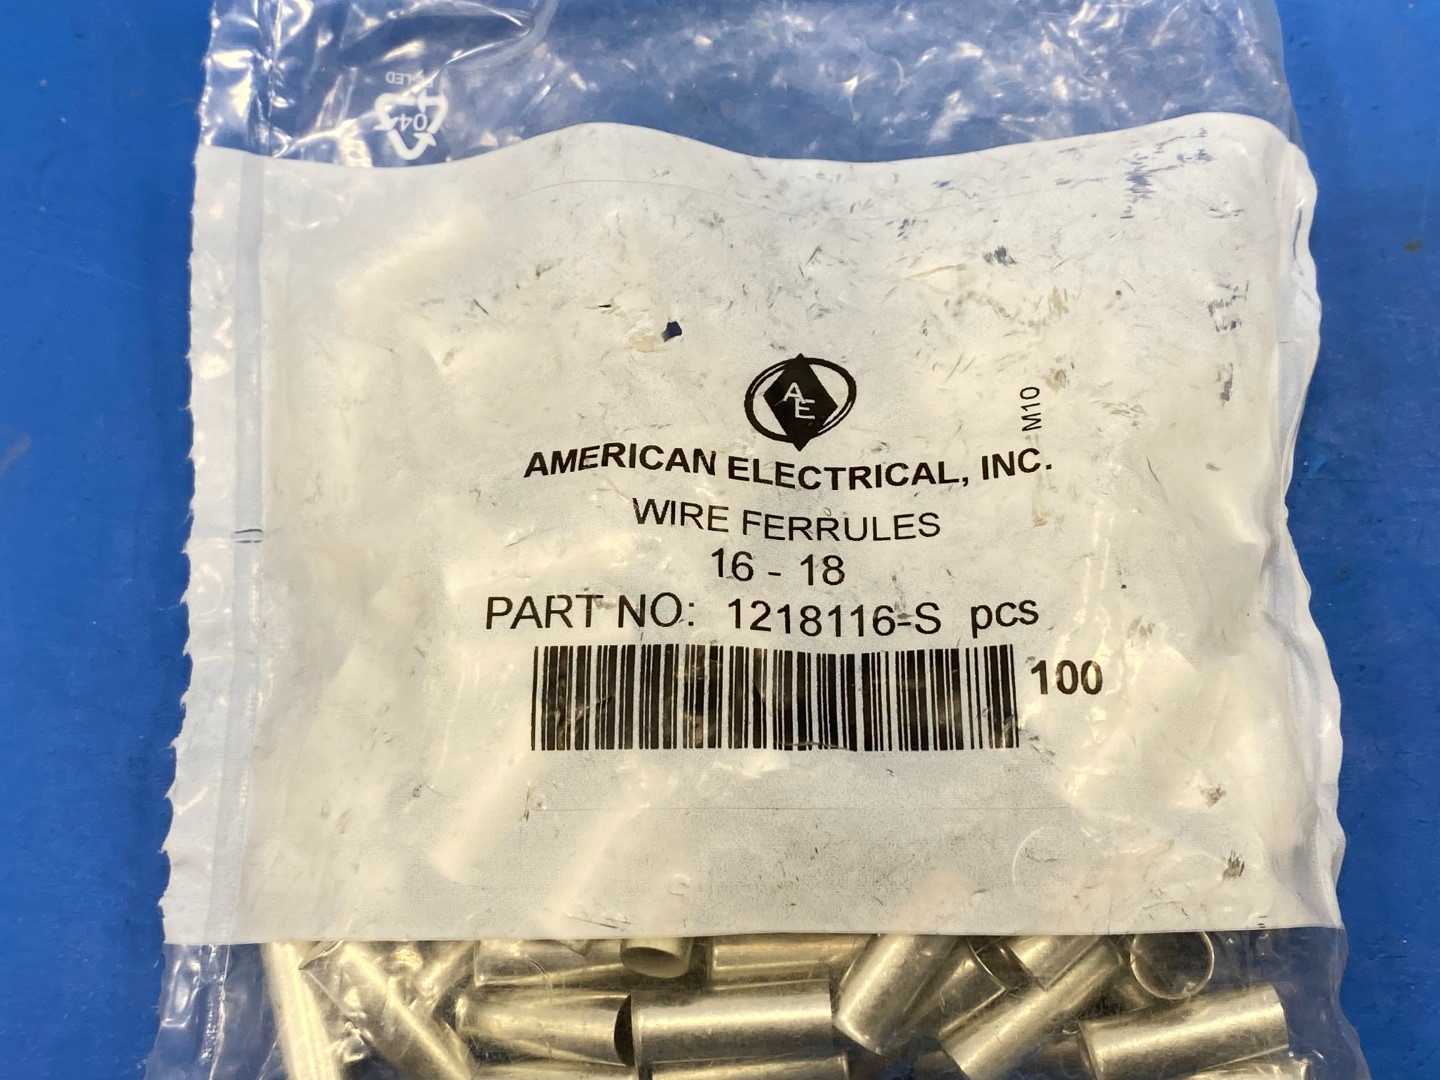 04
AE
M10
AMERICAN ELECTRICAL, INC.
WIRE FERRULES
16 - 18
PART NO: 1218116-S pcs
100